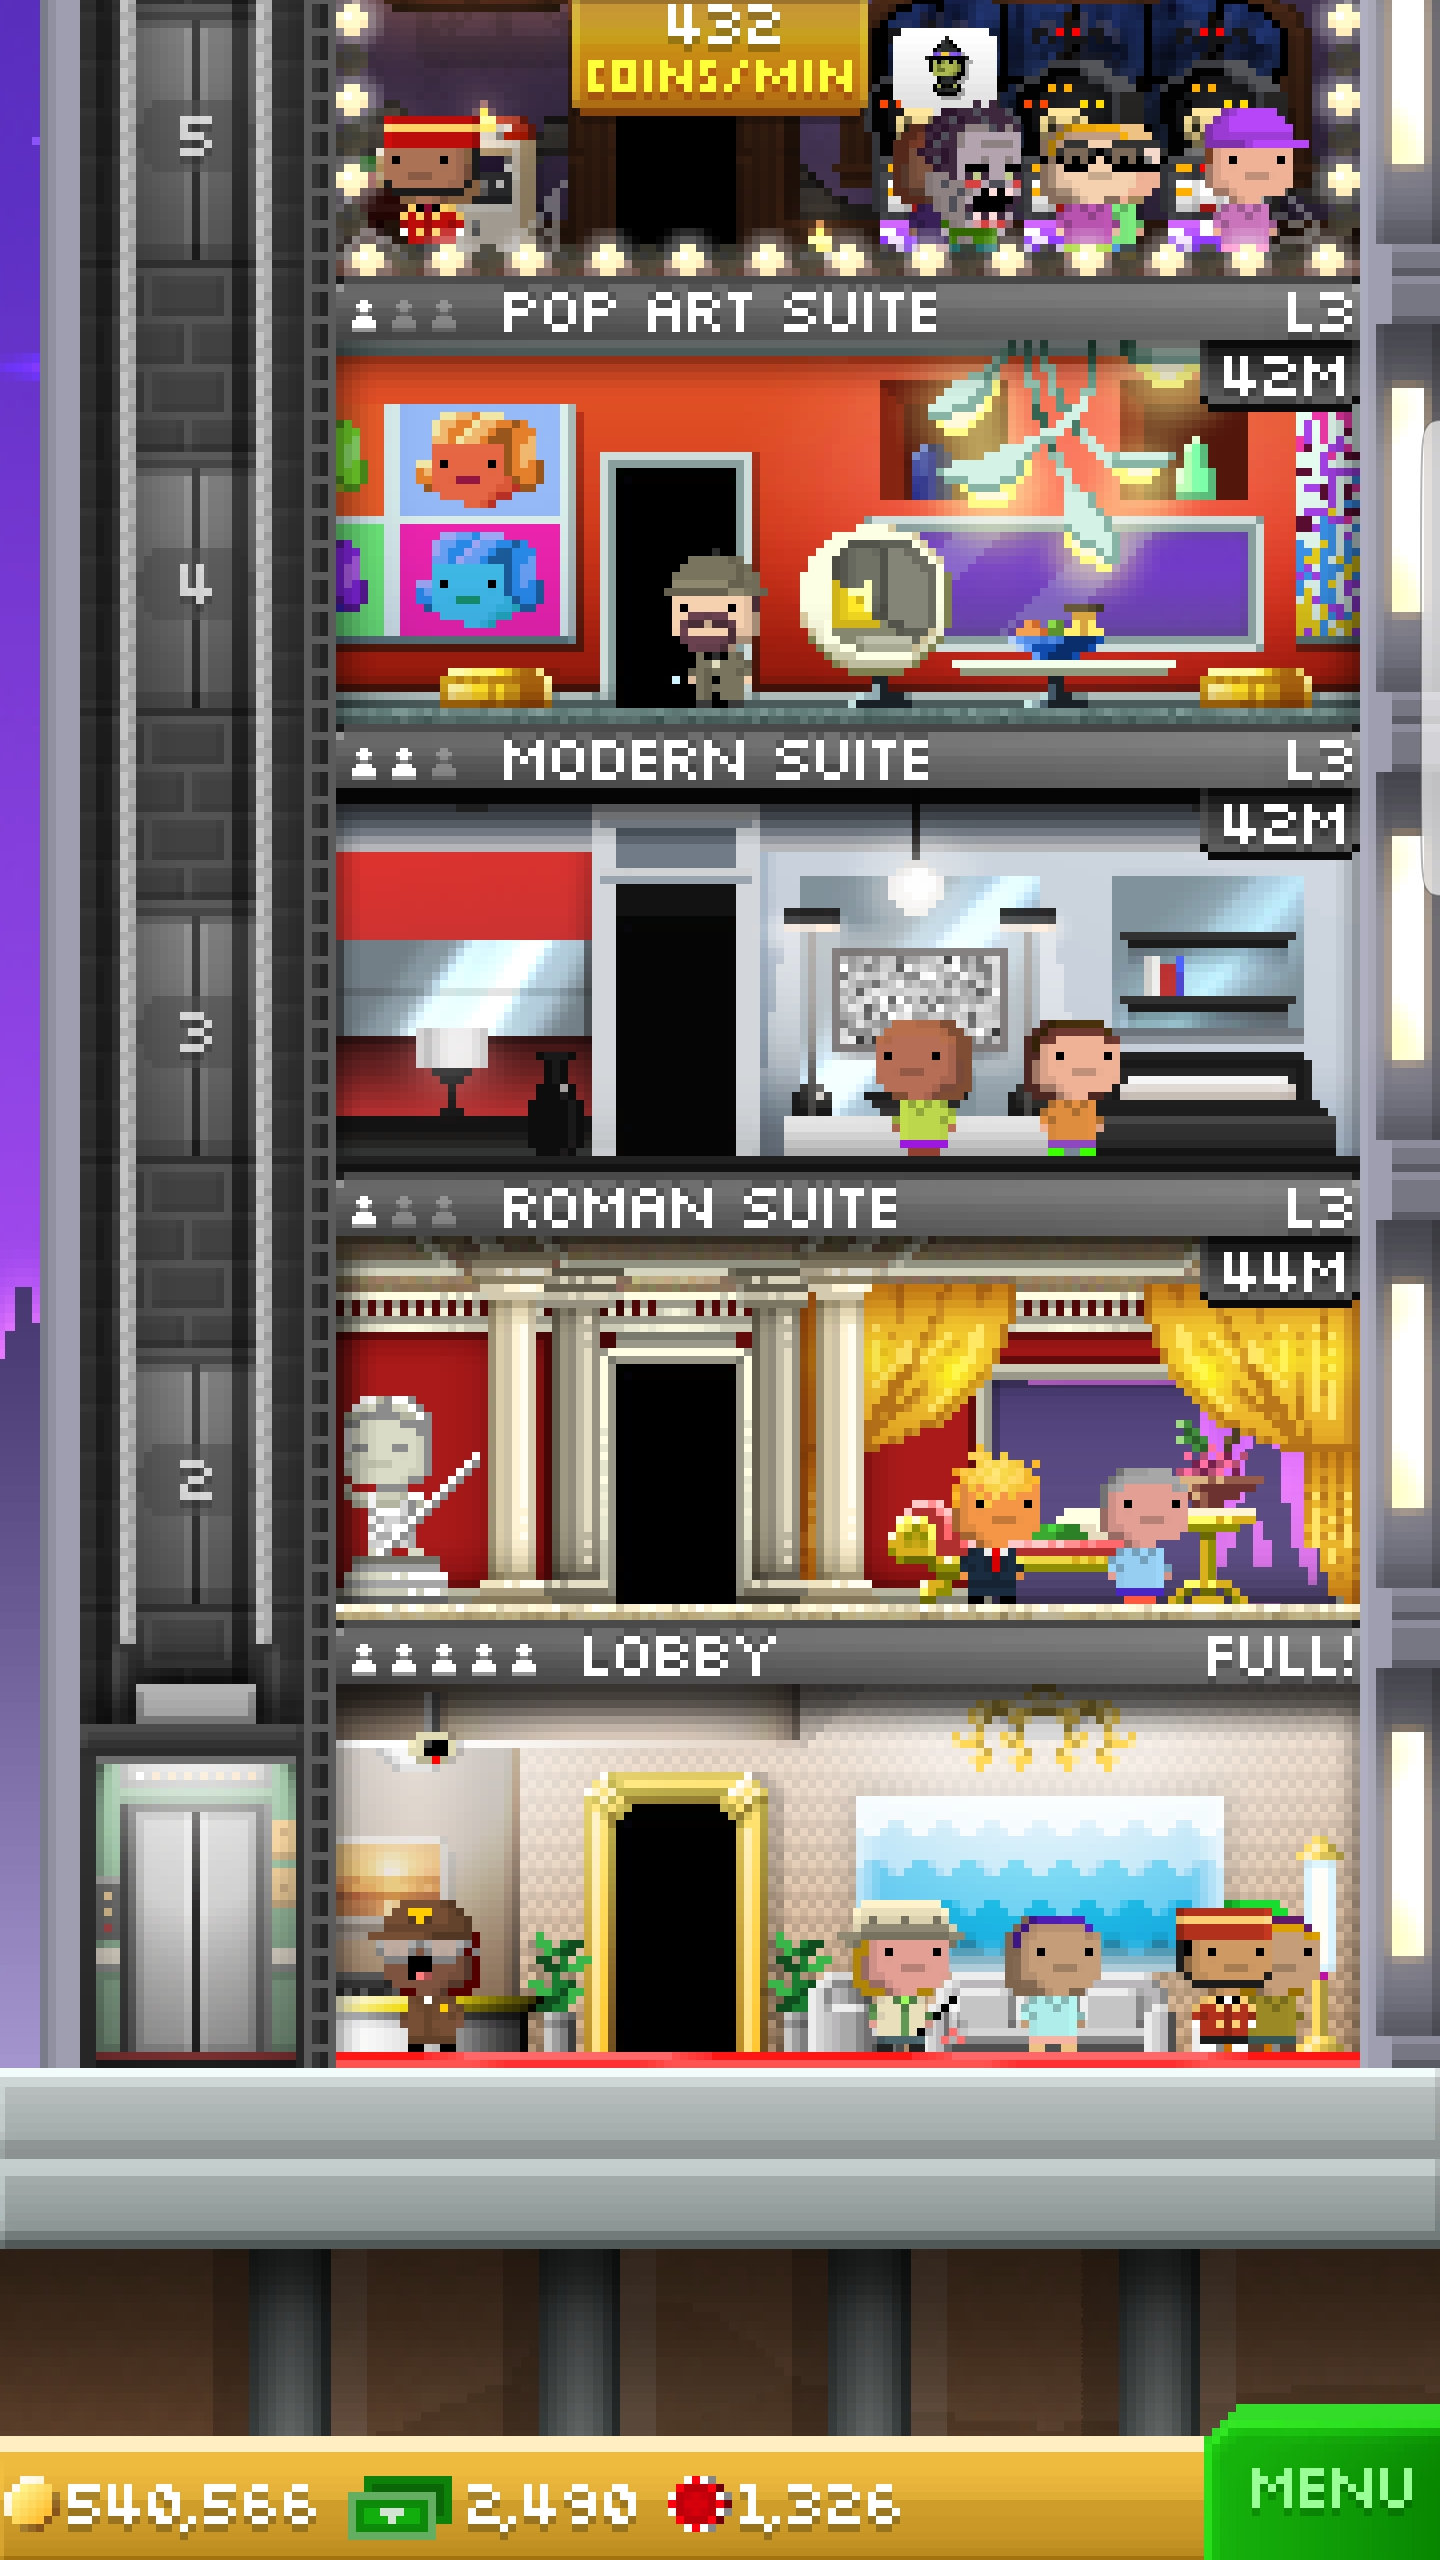 432
COINS/MIN
5
POP ART SUITE L3
42M
4
MODERN SUITE L3
42M
3
ROMAN SUITE L3
44M
2
LOBBY FULL!
540,566 2,490 1,326 MENU